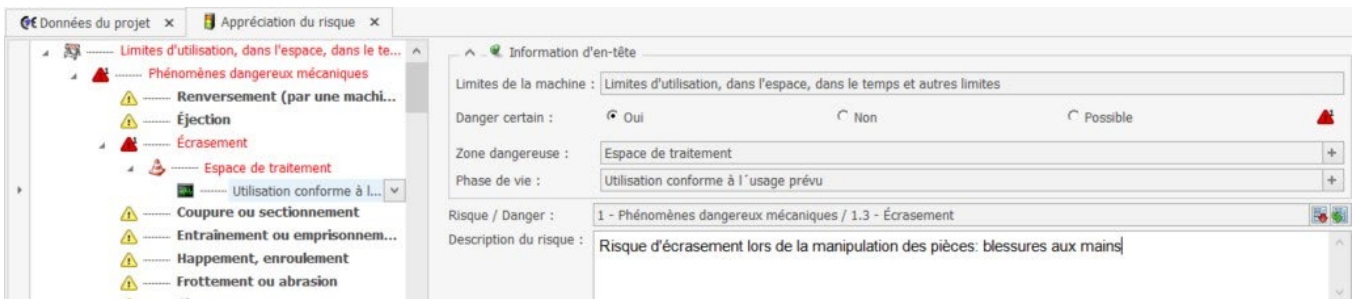 Données du projet
Appréciation du risque
Limites d'utilisation, dans l'espace, dans le te...
Phénomènes dangereux mécaniques
Renversement (par une machi...
Éjection
Écrasement
Espace de traitement
Utilisation conforme à l...
Coupure ou sectionnement
Entraînement ou emprisonnem...
Happement, enroulement
Frottement ou abrasion
Information d'en-tête
Limites de la machine : Limites d'utilisation, dans l'espace, dans le temps et autres limites
Danger certain : Oui Non Possible
Zone dangereuse : Espace de traitement
Phase de vie : Utilisation conforme à l´usage prévu
Risque / Danger : 1 - Phénomènes dangereux mécaniques / 1.3 - Écrasement
Description du risque : Risque d'écrasement lors de la manipulation des pièces: blessures aux mains